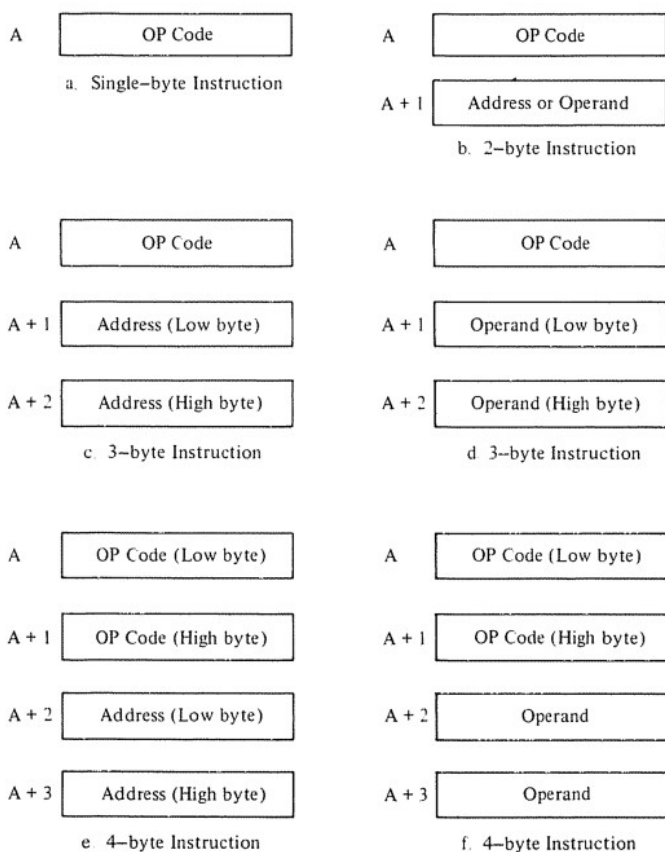 A OP Code
a. Single-byte Instruction
A OP Code
A + 1 Address or Operand
b. 2-byte Instruction
A OP Code
A + 1 Address (Low byte)
A + 2 Address (High byte)
c. 3-byte Instruction
A OP Code
A + 1 Operand (Low byte)
A + 2 Operand (High byte)
d. 3-byte Instruction
A OP Code (Low byte)
A + 1 OP Code (High byte)
A + 2 Address (Low byte)
A + 3 Address (High byte)
e. 4-byte Instruction
A OP Code (Low byte)
A + 1 OP Code (High byte)
A + 2 Operand
A + 3 Operand
f. 4-byte Instruction